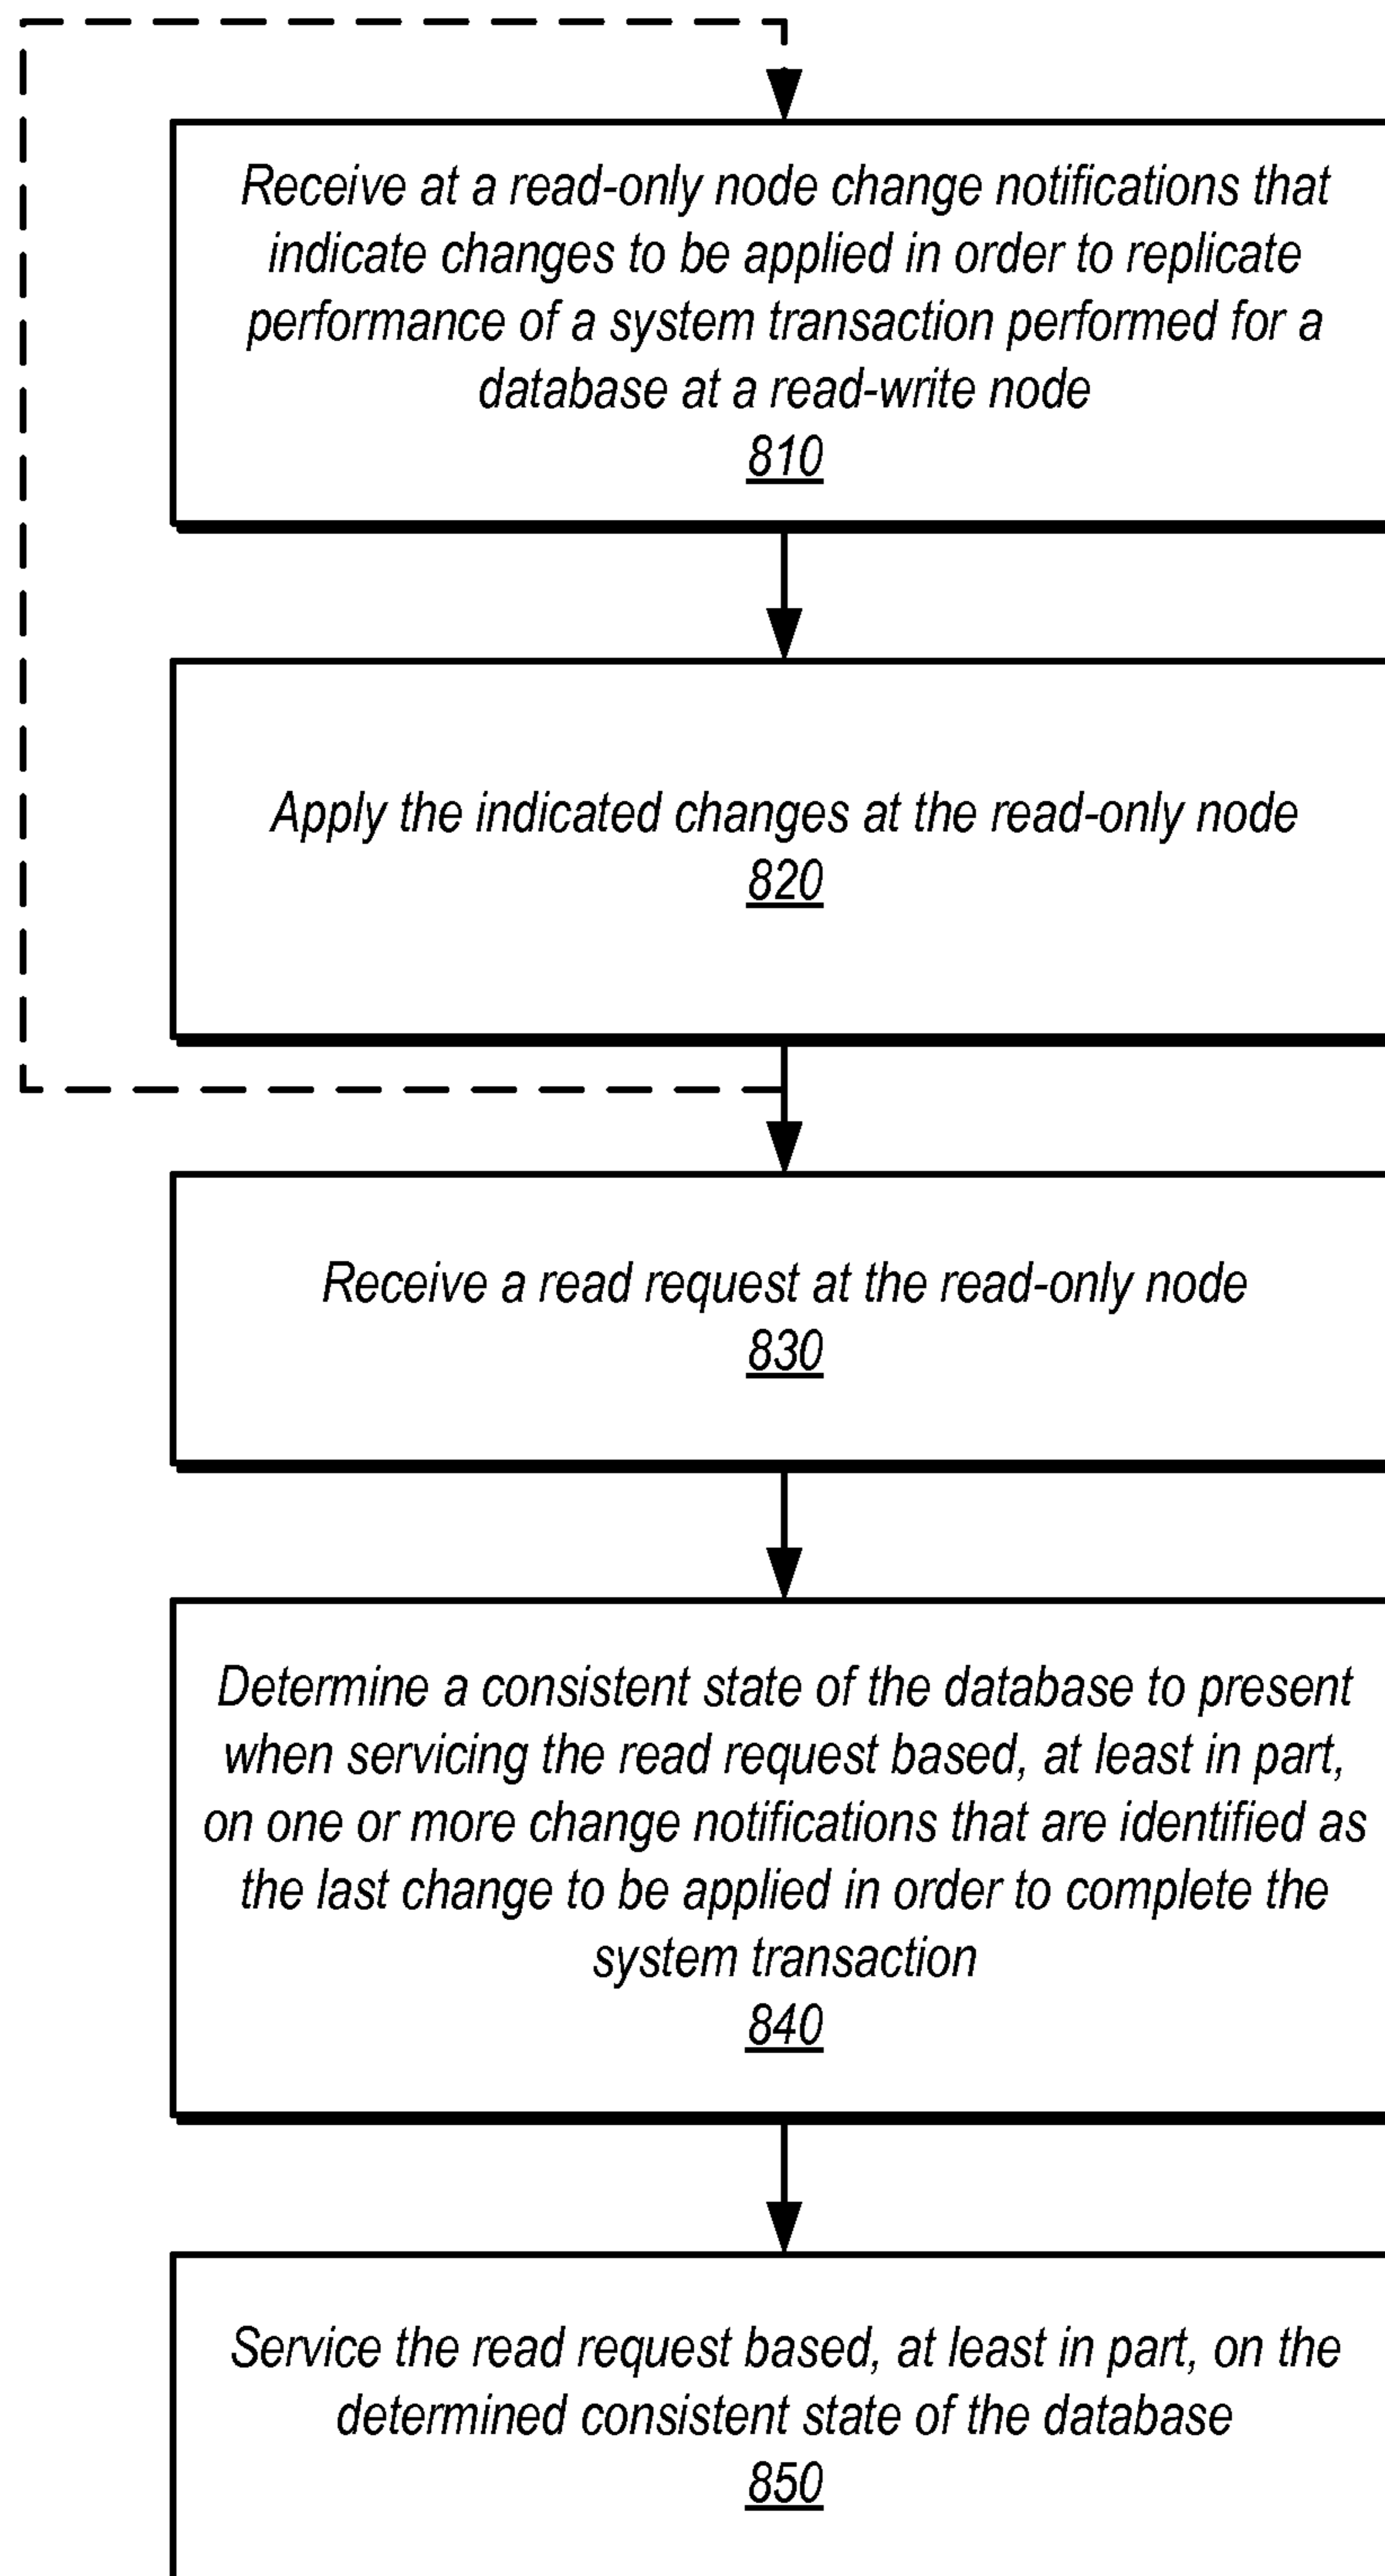 Receive at a read-only node change notifications that
indicate changes to be applied in order to replicate
performance of a system transaction performed for a
database at a read-write node
810
Apply the indicated changes at the read-only node
820
Receive a read request at the read-only node
830
Determine a consistent state of the database to present
when servicing the read request based, at least in part,
on one or more change notifications that are identified as
the last change to be applied in order to complete the
system transaction
840
Service the read request based, at least in part, on the
determined consistent state of the database
850